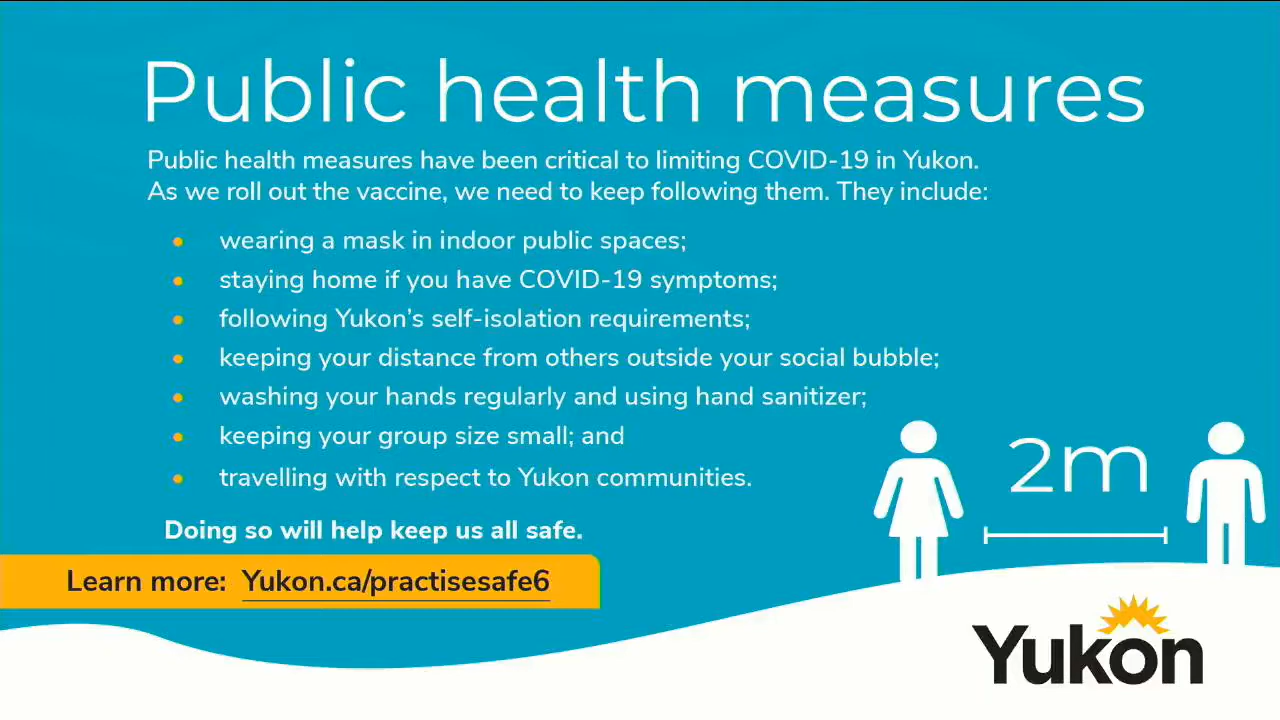 Public health measures
Public health measures have been critical to limiting COVID-19 in Yukon.
As we roll out the vaccine, we need to keep following them. They include:
• wearing a mask in indoor public spaces;
• staying home if you have COVID-19 symptoms;
• following Yukon’s self-isolation requirements;
• keeping your distance from others outside your social bubble;
• washing your hands regularly and using hand sanitizer;
• keeping your group size small; and
• travelling with respect to Yukon communities.
2m
Doing so will help keep us all safe.
Learn more: Yukon.ca/practisesafe6
Yukon